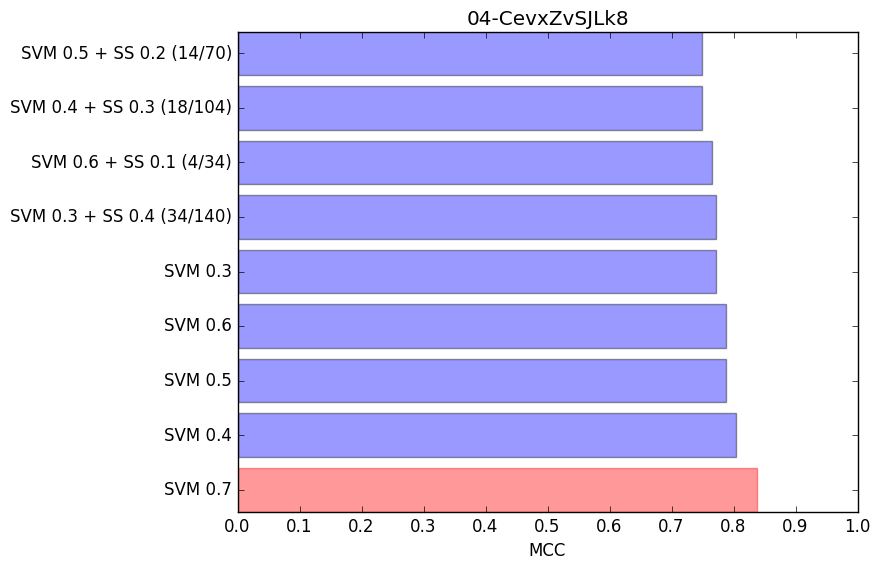 04-CevxZvSJLk8
SVM 0.5 + SS 0.2 (14/70)
SVM 0.4 + SS 0.3 (18/104)
SVM 0.6 + SS 0.1 (4/34)
SVM 0.3 + SS 0.4 (34/140)
SVM 0.3
SVM 0.6
SVM 0.5
SVM 0.4
SVM 0.7
0.0 0.1 0.2 0.3 0.4 0.5 0.6 0.7 0.8 0.9 1.0
MCC